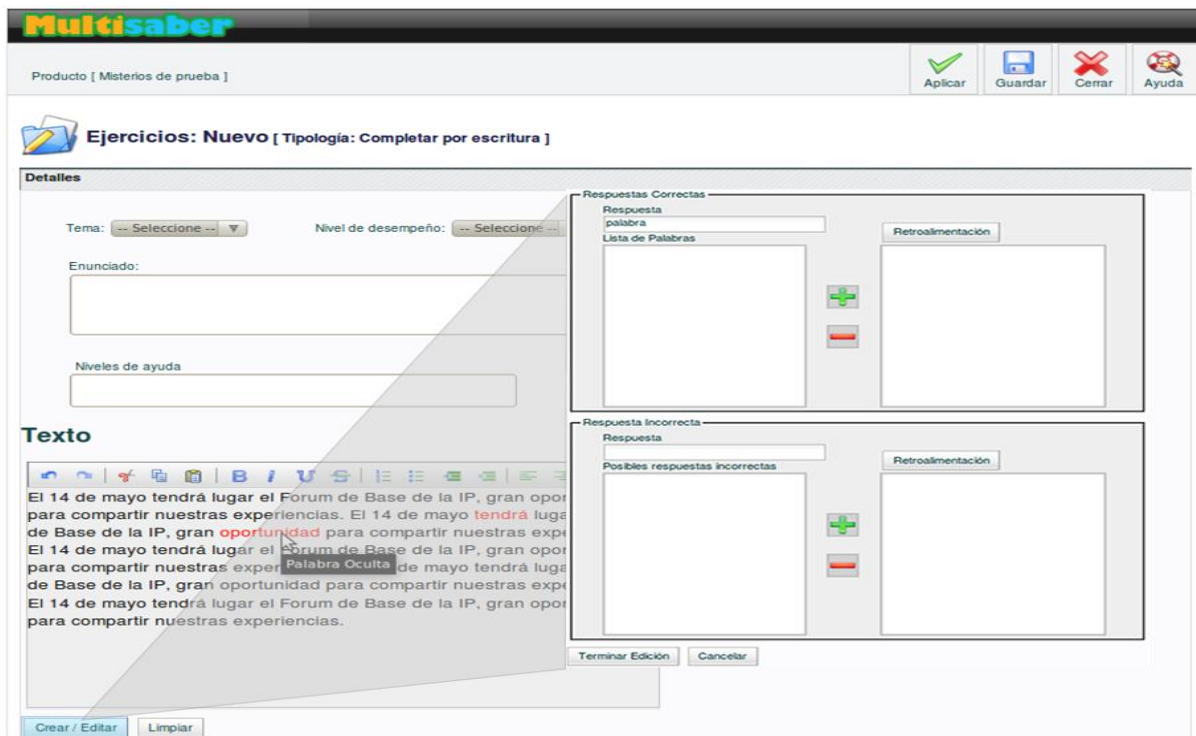 Multisaber
Producto [ Misterios de prueba ]
Aplicar
Guardar
Cerrar
Ayuda
Ejercicios: Nuevo [ Tipología: Completar por escritura ]
Detalles
Tema: -- Seleccione --
Nivel de desempeño: -- Seleccione --
Enunciado:
Niveles de ayuda
Texto
B I U S
El 14 de mayo tendrá lugar el Forum de Base de la IP, gran opor
para compartir nuestras experiencias. El 14 de mayo tendrá luga
de Base de la IP, gran oportunidad para compartir nuestras expe
El 14 de mayo tendrá lugar el Forum de Base de la IP, gran opor
para compartir nuestras exper de mayo tendrá luga
Palabra Oculta
de Base de la IP, gran oportunidad para compartir nuestras expe
El 14 de mayo tendrá lugar el Forum de Base de la IP, gran opor
para compartir nuestras experiencias.
Crear / Editar
Limpiar
Respuestas Correctas
Respuesta
palabra
Lista de Palabras
Retroalimentación
Respuesta Incorrecta
Respuesta
Posibles respuestas incorrectas
Retroalimentación
Terminar Edición
Cancelar